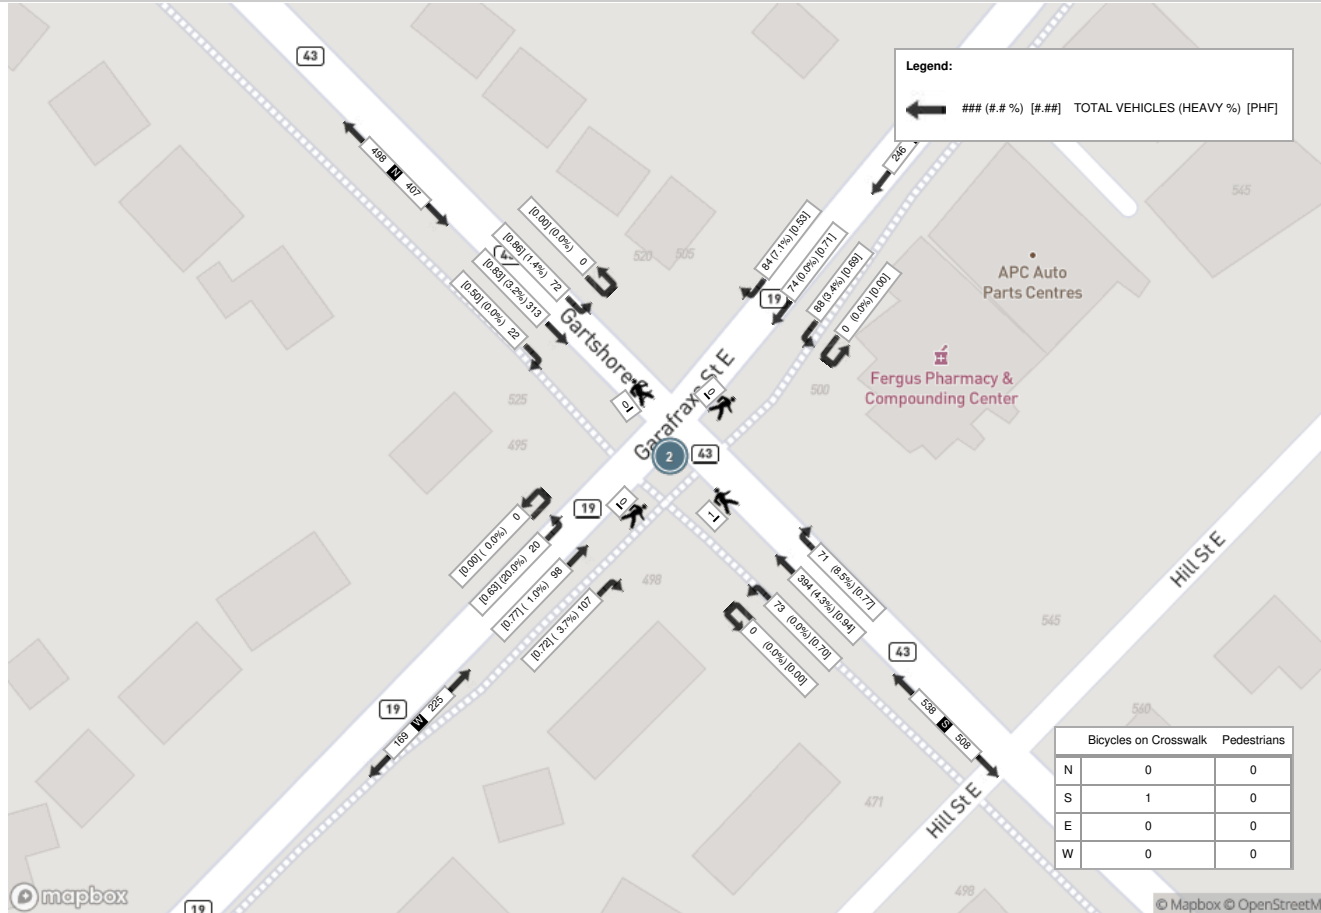 43
Legend:
### (#.# %) [#.##] TOTAL VEHICLES (HEAVY %) [PHF]
498 N 407
246
545
[0.00] (0.0%) 0
[0.86] (1.4%) 72
[0.83] (3.2%) 313
[0.50] (0.0%) 22
520
505
84 (7.1%) [0.53]
74 (0.0%) [0.71]
88 (3.4%) [0.69]
0 (0.0%) [0.00]
19
APC Auto
Parts Centres
Gartshore
Garafraxa St E
Fergus Pharmacy &
Compounding Center
500
525
495
0
0
2
43
19
0
1
[0.00] ( 0.0%) 0
[0.63] (20.0%) 20
[0.77] ( 1.0%) 98
[0.72] ( 3.7%) 107
498
71 (8.5%) [0.77]
394 (4.3%) [0.94]
73 (0.0%) [0.70]
0 (0.0%) [0.00]
Hill St E
545
43
19
169 W 225
538 S 508
560
471
Hill St E
Bicycles on Crosswalk Pedestrians
N 0 0
S 1 0
E 0 0
W 0 0
498
mapbox
19
© Mapbox © OpenStreetM